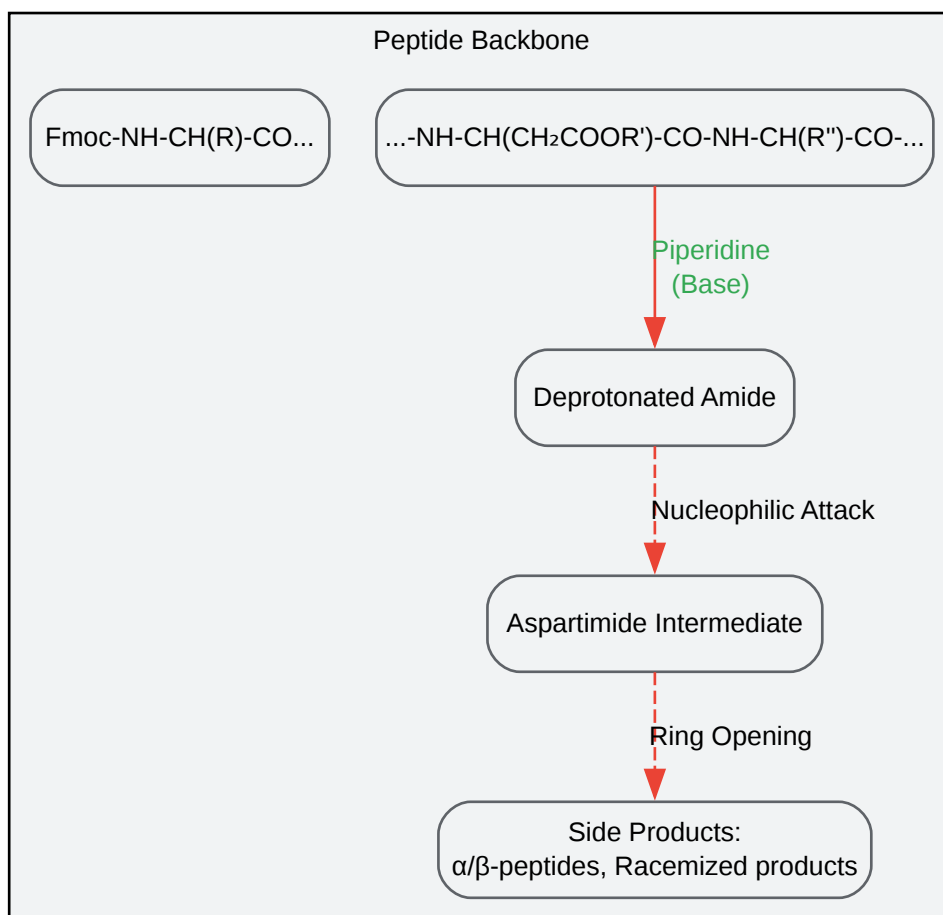 Peptide Backbone
Fmoc-NH-CH(R)-CO...
...-NH-CH(CH₂COOR')-CO-NH-CH(R'')-CO-...
Piperidine
(Base)
Deprotonated Amide
Nucleophilic Attack
Aspartimide Intermediate
Ring Opening
Side Products:
α/β-peptides, Racemized products